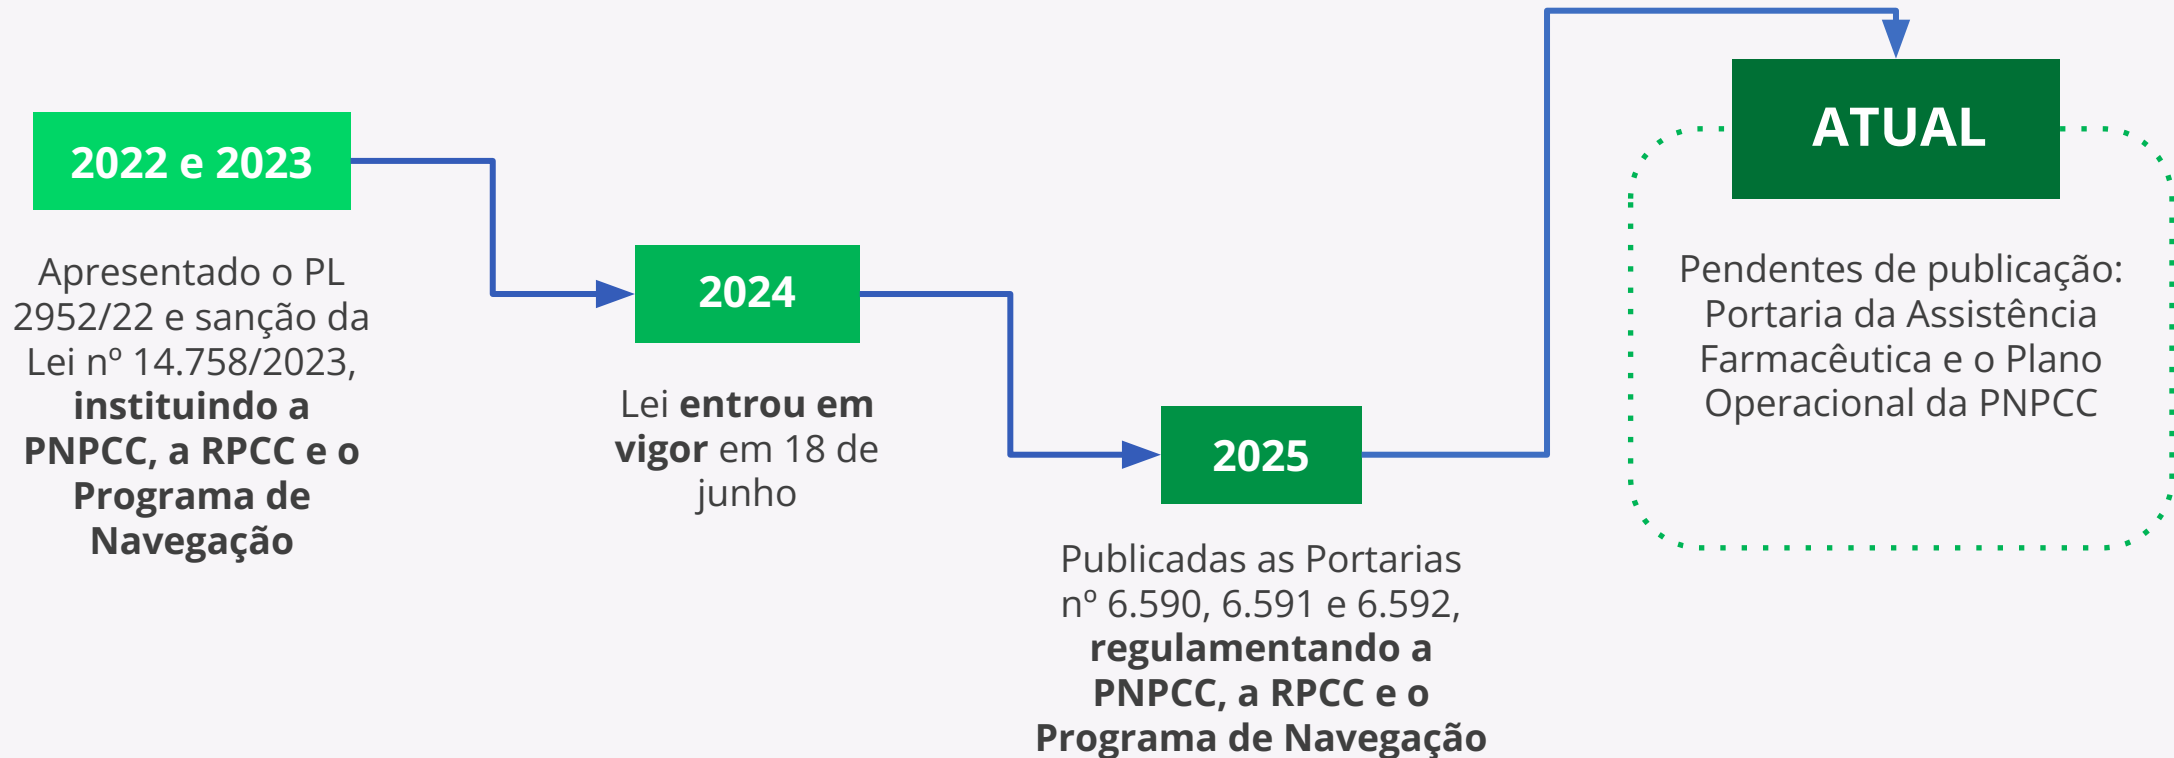 2022 e 2023
Apresentado o PL
2952/22 e sanção da
Lei nº 14.758/2023,
instituindo a
PNPCC, a RPCC e o
Programa de
Navegação
2024
Lei entrou em
vigor em 18 de
junho
2025
Publicadas as Portarias
nº 6.590, 6.591 e 6.592,
regulamentando a
PNPCC, a RPCC e o
Programa de Navegação
ATUAL
Pendentes de publicação:
Portaria da Assistência
Farmacêutica e o Plano
Operacional da PNPCC